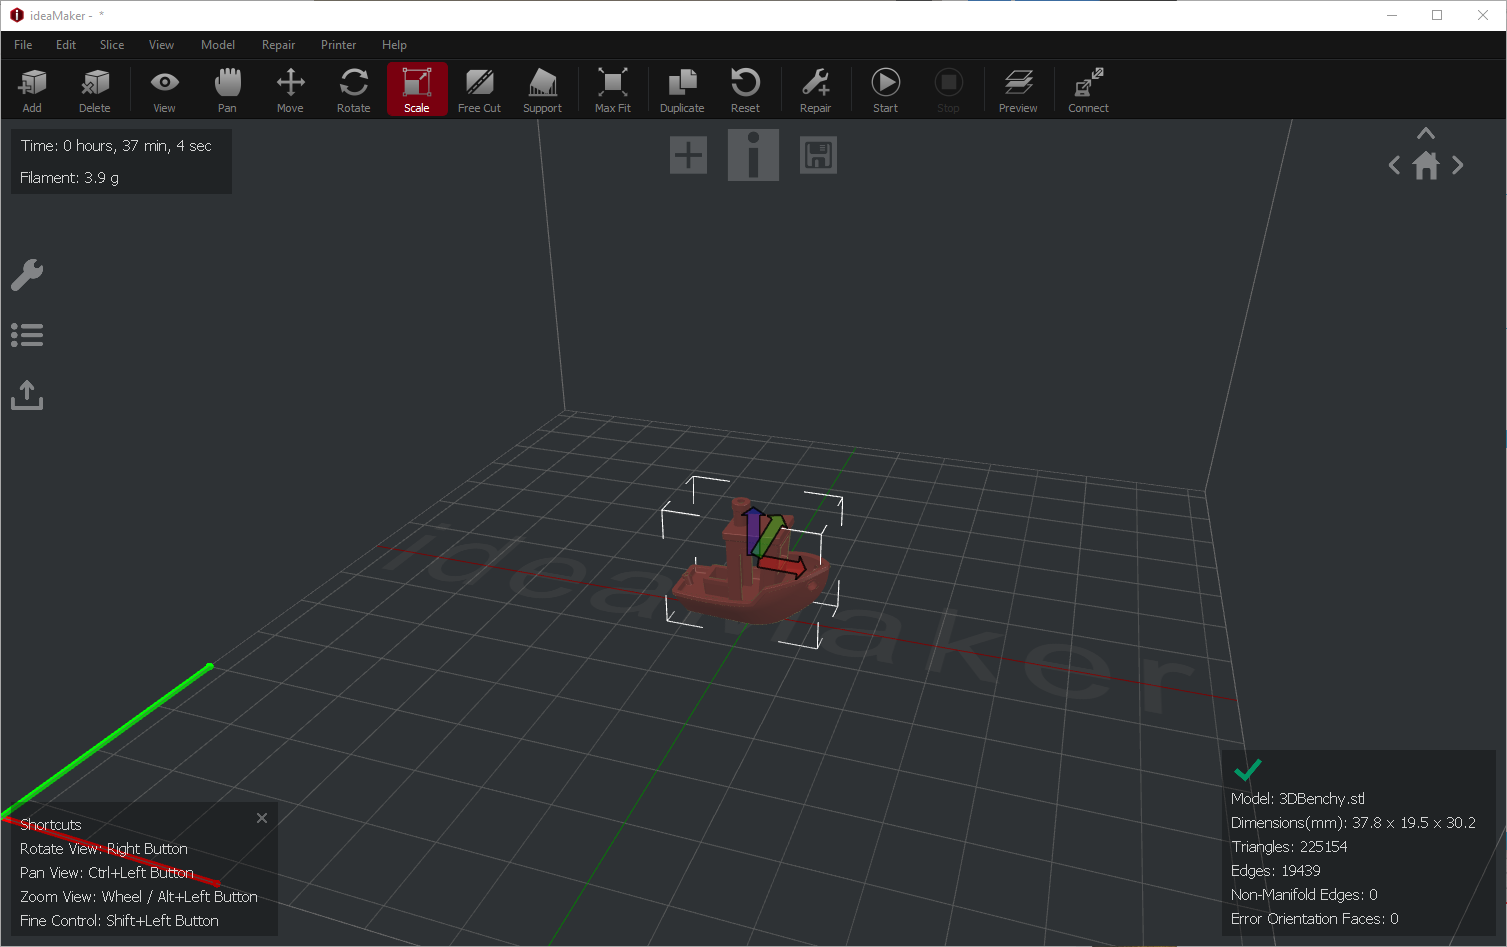 ideaMaker - *
File Edit Slice View Model Repair Printer Help
Add Delete View Pan Move Rotate Scale Free Cut Support Max Fit Duplicate Reset Repair Start Stop Preview Connect
Time: 0 hours, 37 min, 4 sec
Filament: 3.9 g
ideaMaker
Shortcuts
Rotate View: Right Button
Pan View: Ctrl+Left Button
Zoom View: Wheel / Alt+Left Button
Fine Control: Shift+Left Button
Model: 3DBenchy.stl
Dimensions(mm): 37.8 x 19.5 x 30.2
Triangles: 225154
Edges: 19439
Non-Manifold Edges: 0
Error Orientation Faces: 0